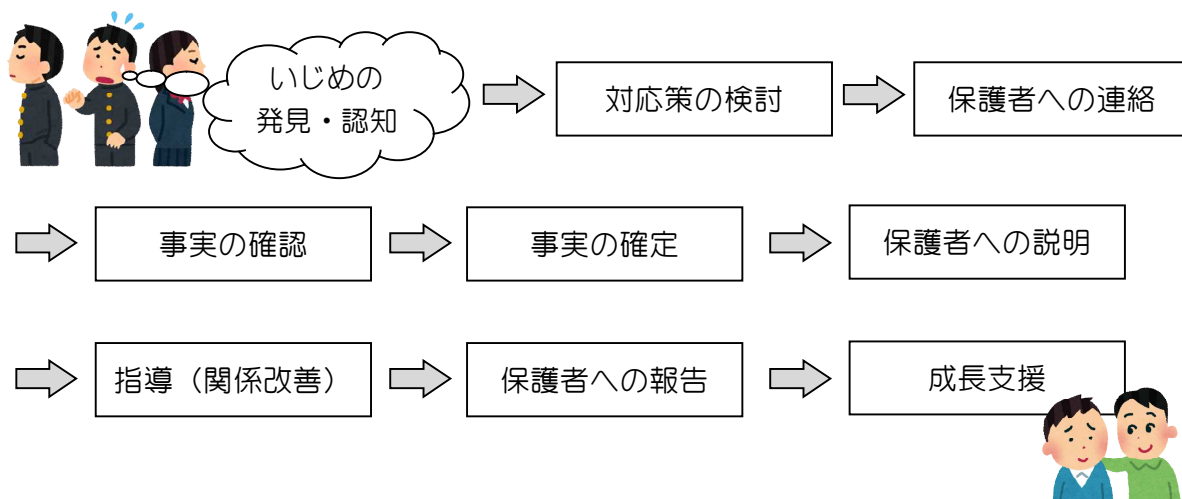 いじめの
発見・認知
対応策の検討
保護者への連絡
事実の確認
事実の確定
保護者への説明
指導（関係改善）
保護者への報告
成長支援